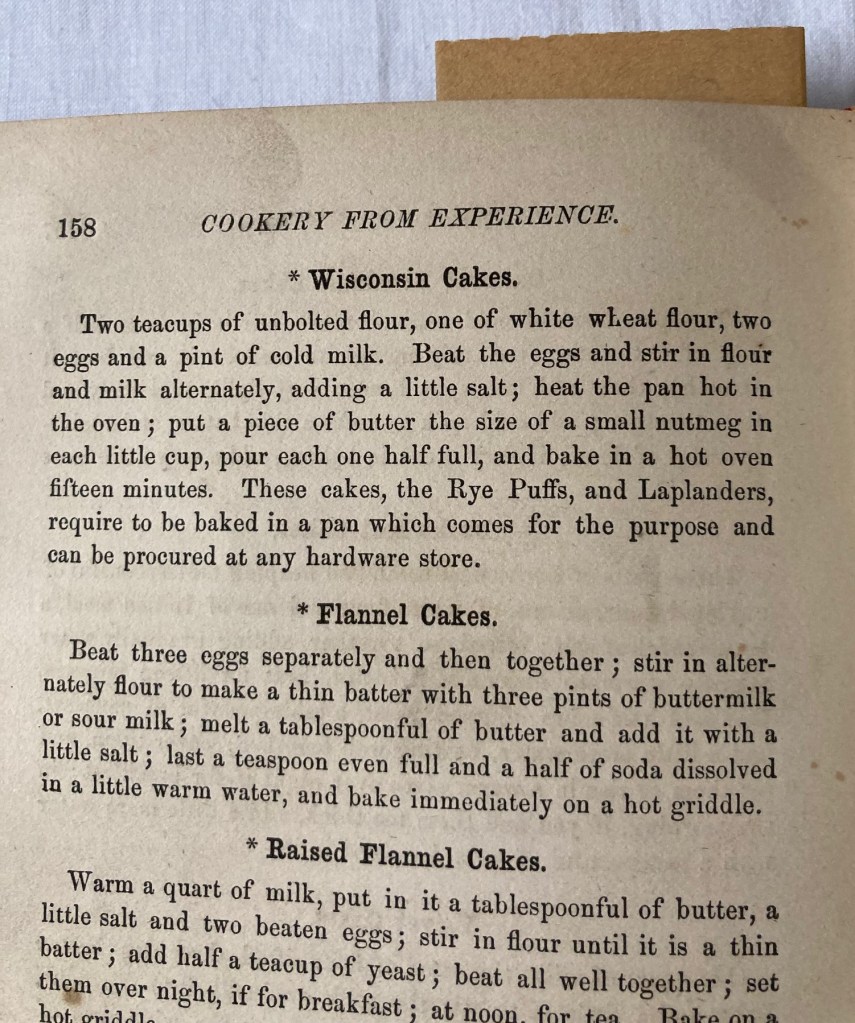 158 COOKERY FROM EXPERIENCE.
* Wisconsin Cakes.
Two teacups of unbolted flour, one of white wheat flour, two
eggs and a pint of cold milk. Beat the eggs and stir in flour
and milk alternately, adding a little salt; heat the pan hot in
the oven; put a piece of butter the size of a small nutmeg in
each little cup, pour each one half full, and bake in a hot oven
fifteen minutes. These cakes, the Rye Puffs, and Laplanders,
require to be baked in a pan which comes for the purpose and
can be procured at any hardware store.
* Flannel Cakes.
Beat three eggs separately and then together; stir in alter-
nately flour to make a thin batter with three pints of buttermilk
or sour milk; melt a tablespoonful of butter and add it with a
little salt; last a teaspoon even full and a half of soda dissolved
in a little warm water, and bake immediately on a hot griddle.
* Raised Flannel Cakes.
Warm a quart of milk, put in it a tablespoonful of butter, a
little salt and two beaten eggs; stir in flour until it is a thin
batter; add half a teacup of yeast; beat all well together; set
them over night, if for breakfast; at noon, for tea. Bake on a
hot griddle.